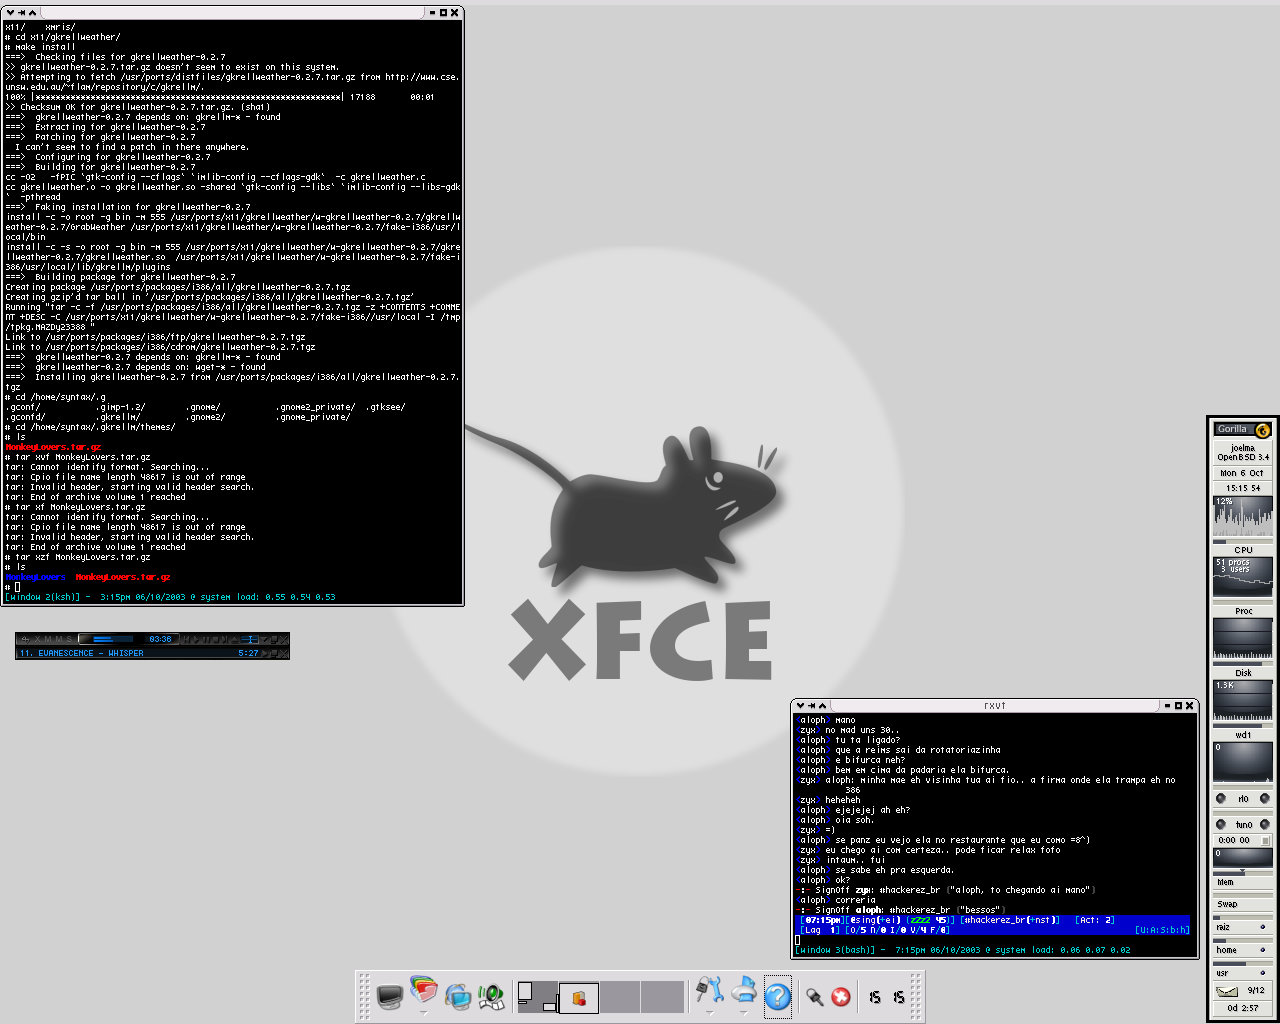 x11/    xmris/
# cd x11/gkrellweather/
# make install
===>  Checking files for gkrellweather-0.2.7
>> gkrellweather-0.2.7.tar.gz doesn't seem to exist on this system.
>> Attempting to fetch /usr/ports/distfiles/gkrellweather-0.2.7.tar.gz from http://www.cse.
unsw.edu.au/~flam/repository/c/gkrellm/.
100% |*************************************************************| 17188       00:01
>> Checksum OK for gkrellweather-0.2.7.tar.gz. (sha1)
===>  gkrellweather-0.2.7 depends on: gkrellm-* - found
===>  Extracting for gkrellweather-0.2.7
===>  Patching for gkrellweather-0.2.7
  I can't seem to find a patch in there anywhere.
===>  Configuring for gkrellweather-0.2.7
===>  Building for gkrellweather-0.2.7
cc -O2   -fPIC `gtk-config --cflags` `imlib-config --cflags-gdk`  -c gkrellweather.c
cc gkrellweather.o -o gkrellweather.so -shared `gtk-config --libs` `imlib-config --libs-gdk
`  -pthread
===>  Faking installation for gkrellweather-0.2.7
install -c -o root -g bin -m 555 /usr/ports/x11/gkrellweather/w-gkrellweather-0.2.7/gkrellw
eather-0.2.7/GrabWeather /usr/ports/x11/gkrellweather/w-gkrellweather-0.2.7/fake-i386/usr/l
ocal/bin
install -c -s -o root -g bin -m 555 /usr/ports/x11/gkrellweather/w-gkrellweather-0.2.7/gkre
llweather-0.2.7/gkrellweather.so  /usr/ports/x11/gkrellweather/w-gkrellweather-0.2.7/fake-i
386/usr/local/lib/gkrellm/plugins
===>  Building package for gkrellweather-0.2.7
Creating package /usr/ports/packages/i386/all/gkrellweather-0.2.7.tgz
Creating gzip'd tar ball in '/usr/ports/packages/i386/all/gkrellweather-0.2.7.tgz'
Running "tar -c -f /usr/ports/packages/i386/all/gkrellweather-0.2.7.tgz -z +CONTENTS +COMME
NT +DESC -C /usr/ports/x11/gkrellweather/w-gkrellweather-0.2.7/fake-i386//usr/local -I /tmp
/tpkg.MAZDy23388 "
Link to /usr/ports/packages/i386/ftp/gkrellweather-0.2.7.tgz
Link to /usr/ports/packages/i386/cdrom/gkrellweather-0.2.7.tgz
===>  gkrellweather-0.2.7 depends on: gkrellm-* - found
===>  gkrellweather-0.2.7 depends on: wget-* - found
===>  Installing gkrellweather-0.2.7 from /usr/ports/packages/i386/all/gkrellweather-0.2.7.
tgz
# cd /home/syntax/.g
.gconf/           .gimp-1.2/        .gnome/           .gnome2_private/  .gtksee/
.gconfd/          .gkrellm/         .gnome2/          .gnome_private/
# cd /home/syntax/.gkrellm/themes/
# ls
MonkeyLovers.tar.gz
# tar xvf MonkeyLovers.tar.gz
tar: Cannot identify format. Searching...
tar: Cpio file name length 48617 is out of range
tar: Invalid header, starting valid header search.
tar: End of archive volume 1 reached
# tar xf MonkeyLovers.tar.gz
tar: Cannot identify format. Searching...
tar: Cpio file name length 48617 is out of range
tar: Invalid header, starting valid header search.
tar: End of archive volume 1 reached
# tar xzf MonkeyLovers.tar.gz
# ls
MonkeyLovers  MonkeyLovers.tar.gz
#
[window 2(ksh)] -  3:15pm 06/10/2003 @ system load: 0.55 0.54 0.53
XMMS 03:36
11. EVANESCENCE - WHISPER 5:27
XFCE
rxvt
<aloph> mano
<zyx> no mad uns 30..
<aloph> tu ta ligado?
<aloph> que a reims sai da rotatoriazinha
<aloph> e bifurca neh?
<aloph> bem em cima da padaria ela bifurca.
<zyx> aloph: minha mae eh visinha tua ai fio.. a firma onde ela trampa eh no
386
<zyx> heheheh
<aloph> ejejejej ah eh?
<aloph> oia soh.
<zyx> =)
<aloph> se panz eu vejo ela no restaurante que eu como =8^)
<zyx> eu chego ai com certeza.. pode ficar relax fofo
<zyx> intaum.. fui
<aloph> se sabe eh pra esquerda.
<aloph> ok?
-:- SignOff zyx: #hackerez_br ("aloph, to chegando ai mano")
<aloph> correria
-:- SignOff aloph: #hackerez_br ("bessos")
[07:15pm][@sing(+ei) (zZzZ 45)] [#hackerez_br(+nst)]   [Act: 2]
[Lag  1] [O/5 N/0 I/0 V/4 F/0] [U:A:S:b:h]
[window 3(bash)] -  7:15pm 06/10/2003 @ system load: 0.06 0.07 0.02
Gorilla
joelma
OpenBSD 3.4
Mon 6 Oct
15:15 54
12%
CPU
51 procs
3 users
Proc
Disk
1.3K
wd1
0
rl0
tun0
0:00 00
0
Mem
Swap
raiz
home
usr
9/12
0d 2:57
15 15